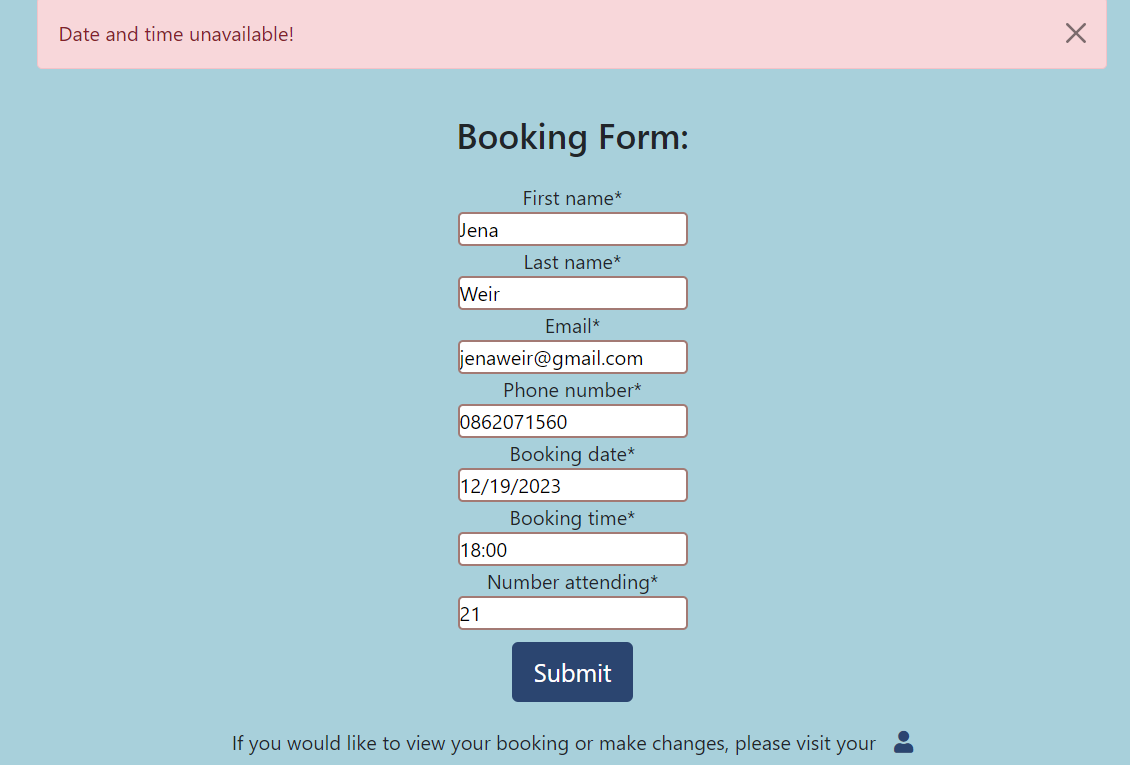 Date and time unavailable!
Booking Form:
First name*
Jena
Last name*
Weir
Email*
jenaweir@gmail.com
Phone number*
0862071560
Booking date*
12/19/2023
Booking time*
18:00
Number attending*
21
Submit
If you would like to view your booking or make changes, please visit your